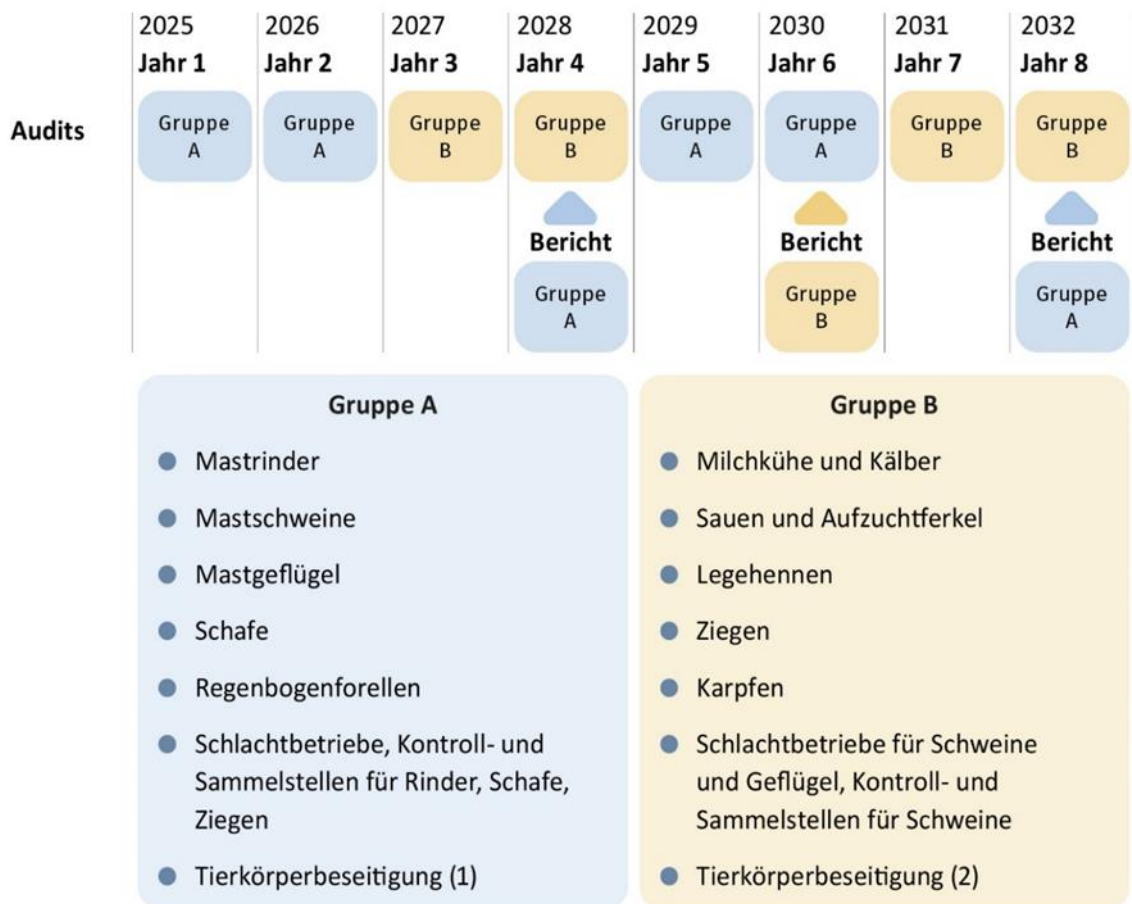 2025 2026 2027 2028 2029 2030 2031 2032
Jahr 1 Jahr 2 Jahr 3 Jahr 4 Jahr 5 Jahr 6 Jahr 7 Jahr 8
Audits
Gruppe A
Gruppe A
Gruppe B
Gruppe B
Gruppe A
Gruppe A
Gruppe B
Gruppe B
Bericht Bericht Bericht
Gruppe A
Gruppe B
Gruppe A
Gruppe A
Mastrinder
Mastschweine
Mastgeflügel
Schafe
Regenbogenforellen
Schlachtbetriebe, Kontroll- und
Sammelstellen für Rinder, Schafe,
Ziegen
Tierkörperbeseitigung (1)
Gruppe B
Milchkühe und Kälber
Sauen und Aufzuchtferkel
Legehennen
Ziegen
Karpfen
Schlachtbetriebe für Schweine
und Geflügel, Kontroll- und
Sammelstellen für Schweine
Tierkörperbeseitigung (2)